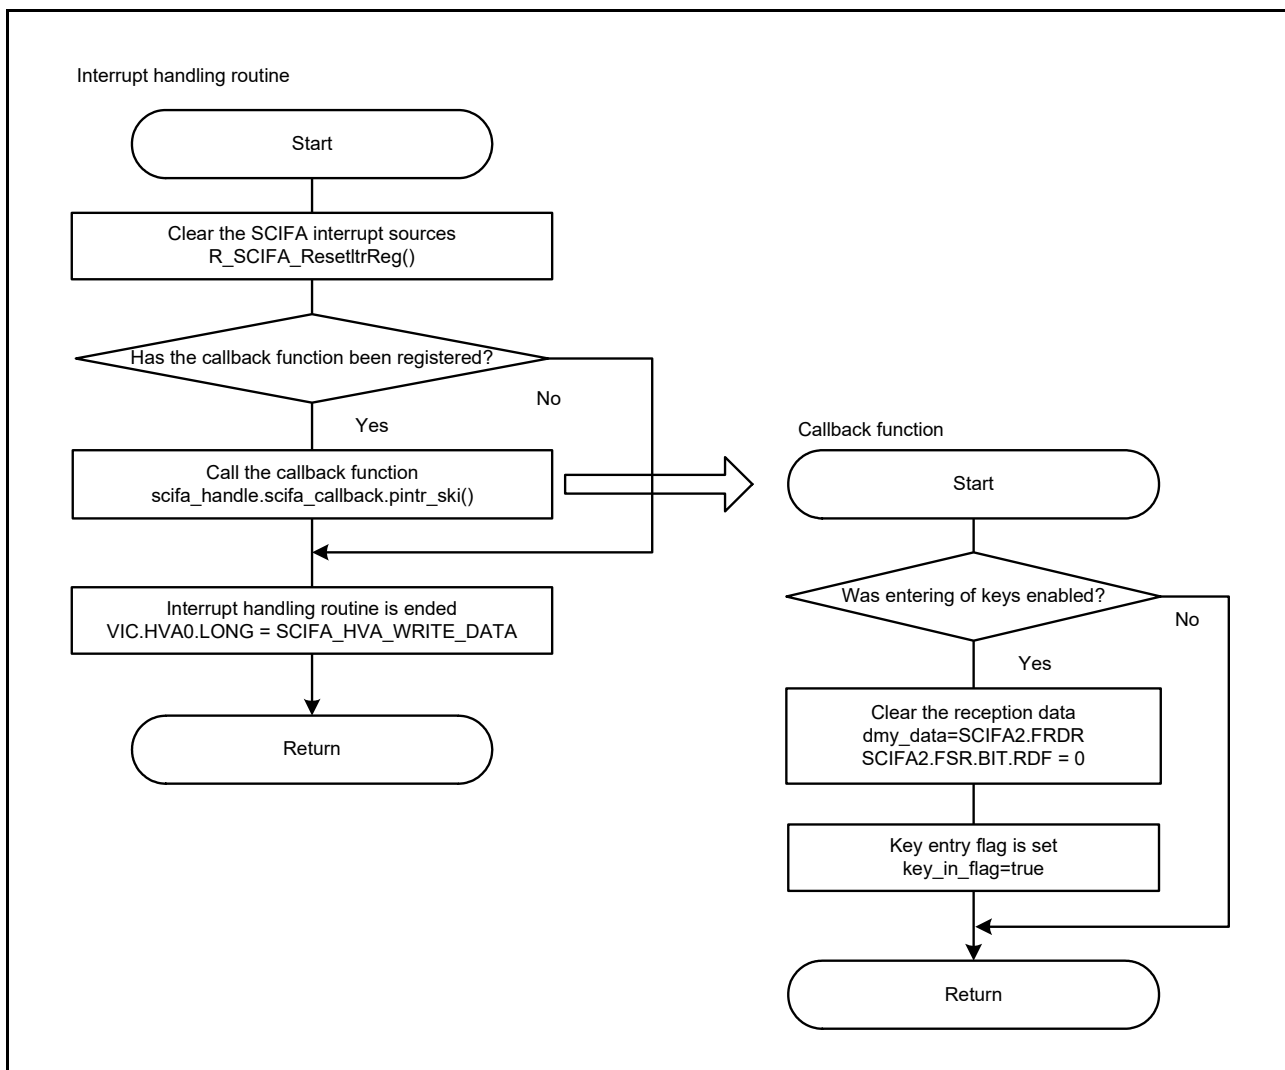 Interrupt handling routine
Start
Clear the SCIFA interrupt sources
R_SCIFA_ResetItrReg()
Has the callback function been registered?
No
Yes
Call the callback function
scifa_handle.scifa_callback.pintr_ski()
Interrupt handling routine is ended
VIC.HVA0.LONG = SCIFA_HVA_WRITE_DATA
Return
Callback function
Start
Was entering of keys enabled?
No
Yes
Clear the reception data
dmy_data=SCIFA2.FRDR
SCIFA2.FSR.BIT.RDF = 0
Key entry flag is set
key_in_flag=true
Return